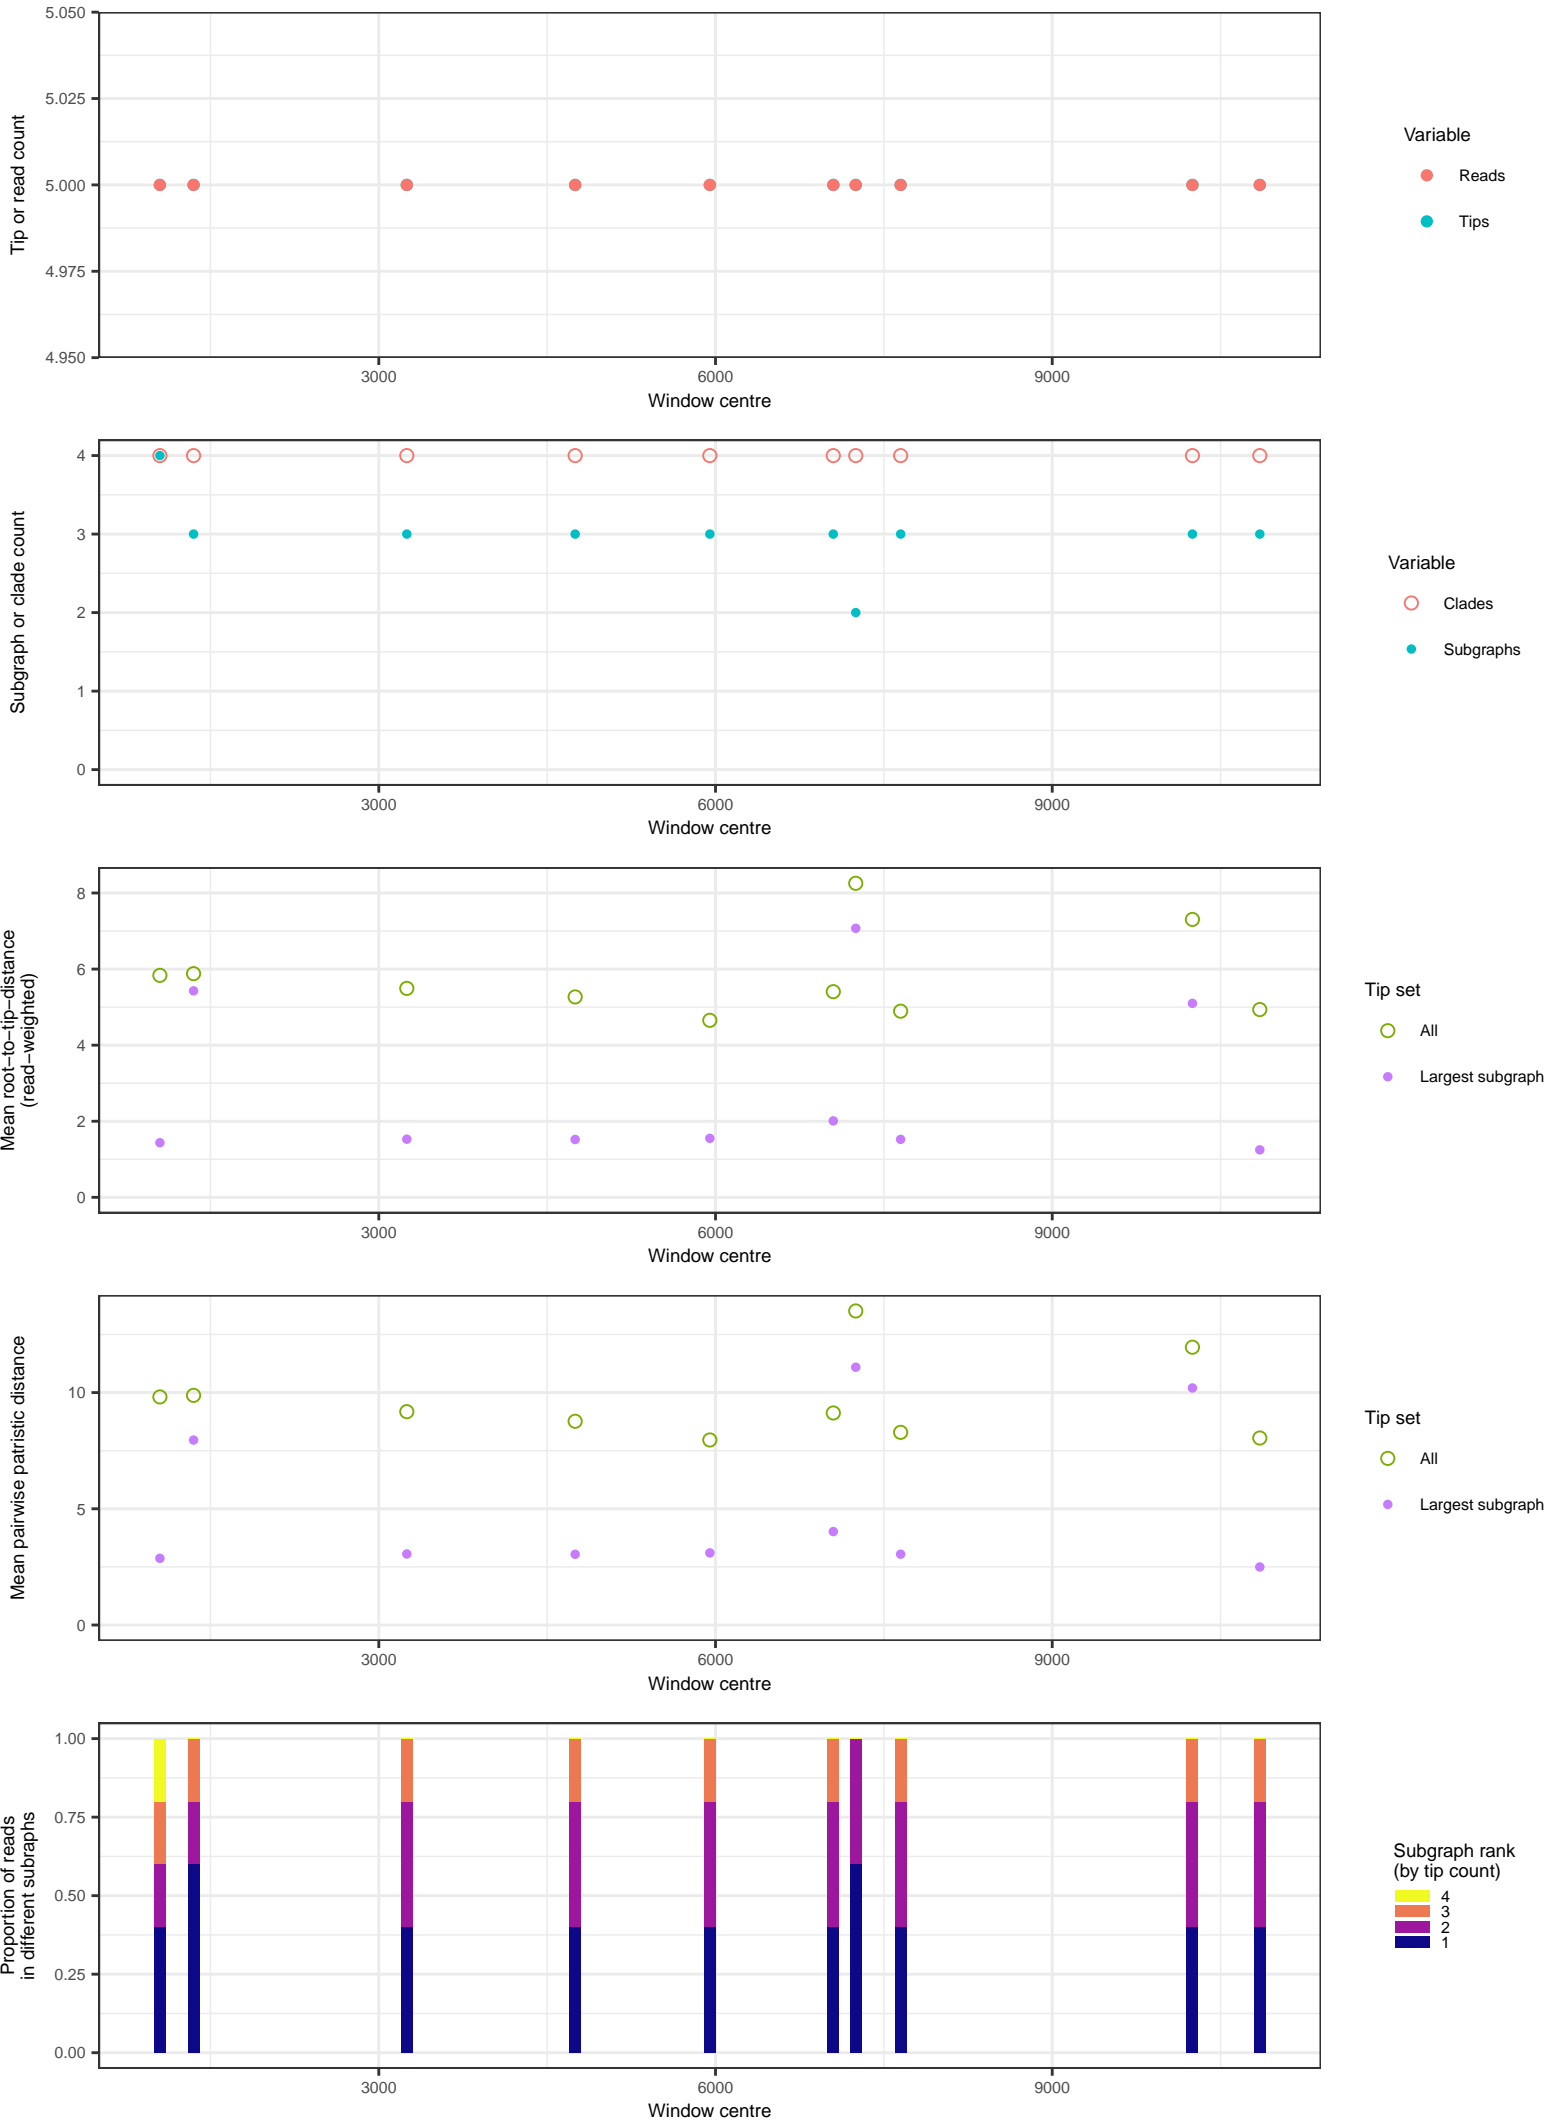 5.050
5.025
5.000
4.975
4.950
Tip or read count
3000 6000 9000
Window centre
Variable
Reads
Tips
4
3
2
1
0
Subgraph or clade count
3000 6000 9000
Window centre
Variable
Clades
Subgraphs
8
6
4
2
0
Mean root−to−tip−distance
(read−weighted)
3000 6000 9000
Window centre
Tip set
All
Largest subgraph
10
5
0
Mean pairwise patristic distance
3000 6000 9000
Window centre
Tip set
All
Largest subgraph
1.00
0.75
0.50
0.25
0.00
Proportion of reads
in different subraphs
3000 6000 9000
Window centre
Subgraph rank
(by tip count)
4
3
2
1